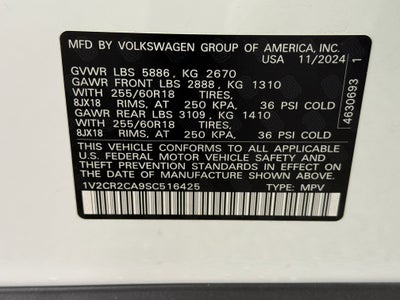 MFD BY VOLKSWAGEN GROUP OF AMERICA, INC.
USA 11/2024
GVWR LBS 5886, KG 2670
GAWR FRONT LBS 2888, KG 1310
WITH 255/60R18 TIRES,
8JX18 RIMS, AT 250 KPA, 36 PSI COLD
GAWR REAR LBS 3109, KG 1410
WITH 255/60R18 TIRES,
8JX18 RIMS, AT 250 KPA, 36 PSI COLD
THIS VEHICLE CONFORMS TO ALL APPLICABLE
U.S. FEDERAL MOTOR VEHICLE SAFETY AND
THEFT PREVENTION STANDARDS IN EFFECT ON
THE DATE OF MANUFACTURE SHOWN ABOVE.
1V2CR2CA9SC516425 TYPE: MPV
4630693 1